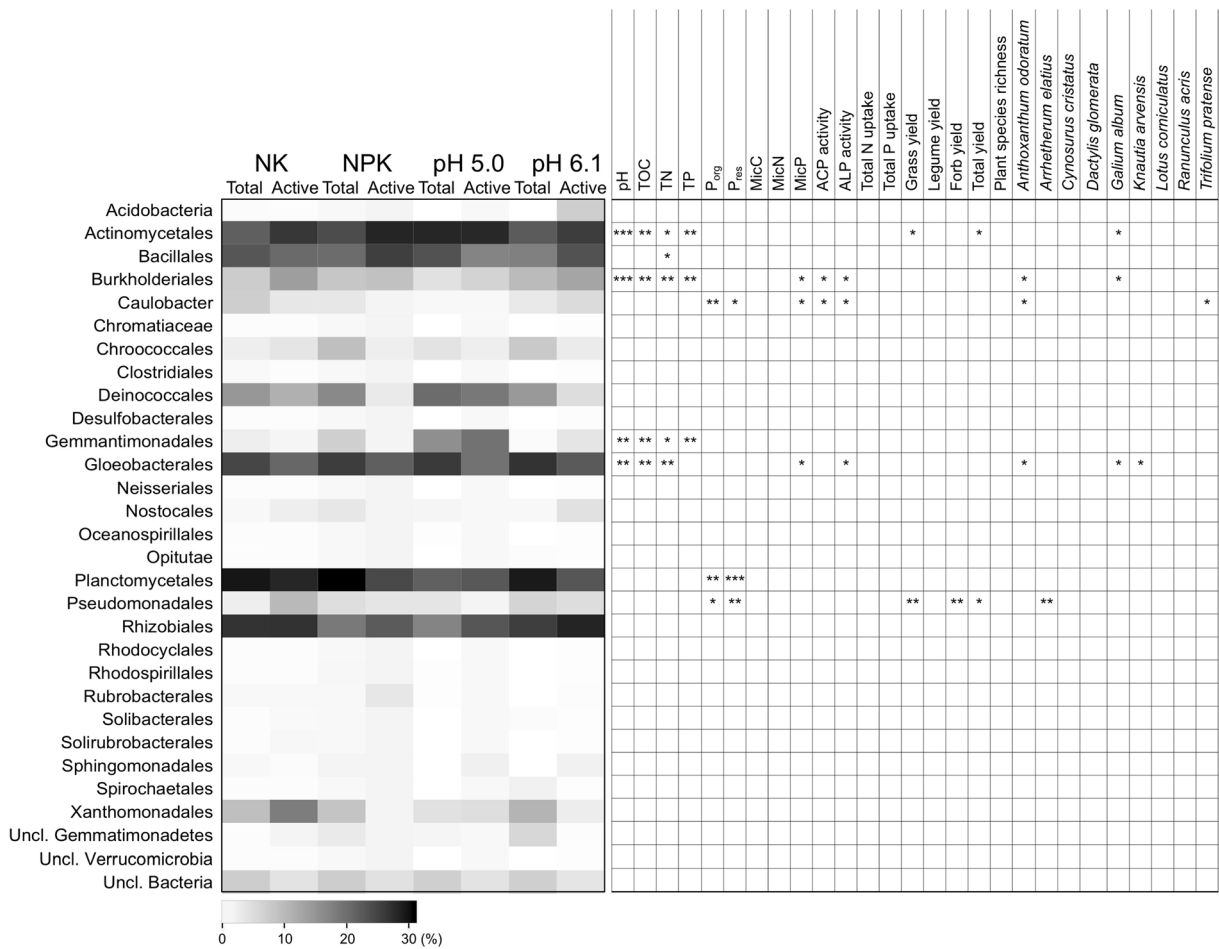 pH
TOC
TN
TP
Porg
Pres
MicC
MicN
MicP
ACP activity
ALP activity
Total N uptake
Total P uptake
Grass yield
Legume yield
Forb yield
Total yield
Plant species richness
Anthoxanthum odoratum
Arrhetherum elatius
Cynosurus cristatus
Dactylis glomerata
Galium album
Knautia arvensis
Lotus corniculatus
Ranunculus acris
Trifolium pratense
NK NPK pH 5.0 pH 6.1
Total Active Total Active Total Active Total Active
Acidobacteria
Actinomycetales *** ** * ** * * *
Bacillales *
Burkholderiales *** ** ** ** * * * * *
Caulobacter ** * * * * * *
Chromatiaceae
Chroococcales
Clostridiales
Deinococcales
Desulfobacterales
Gemmantimonadales ** ** * **
Gloeobacterales ** ** ** * * * * *
Neisseriales
Nostocales
Oceanospirillales
Opitutae
Planctomycetales ** ***
Pseudomonadales * ** ** ** * **
Rhizobiales
Rhodocyclales
Rhodospirillales
Rubrobacterales
Solibacterales
Solirubrobacterales
Sphingomonadales
Spirochaetales
Xanthomonadales
Uncl. Gemmatimonadetes
Uncl. Verrucomicrobia
Uncl. Bacteria
0 10 20 30 (%)